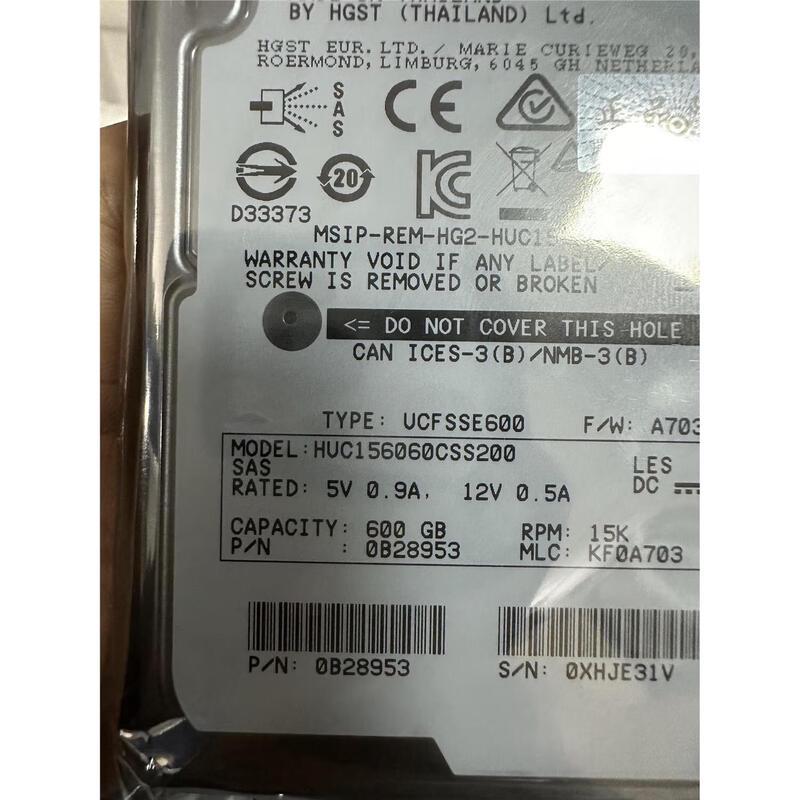 BY HGST (THAILAND) Ltd.
HGST EUR. LTD. / MARIE CURIEWEG 20,
ROERMOND, LIMBURG, 6045 GH NETHERLA
SAS
CE
正品
D33373
20
MSIP-REM-HG2-HUC15
WARRANTY VOID IF ANY LABEL/
SCREW IS REMOVED OR BROKEN
<= DO NOT COVER THIS HOLE
CAN ICES-3(B)/NMB-3(B)
TYPE: UCFSSE600 F/W: A703
MODEL:HUC156060CSS200
SAS LES
RATED: 5V 0.9A, 12V 0.5A DC
CAPACITY: 600 GB RPM: 15K
P/N : 0B28953 MLC: KF0A703
P/N: 0B28953 S/N: 0XHJE31V